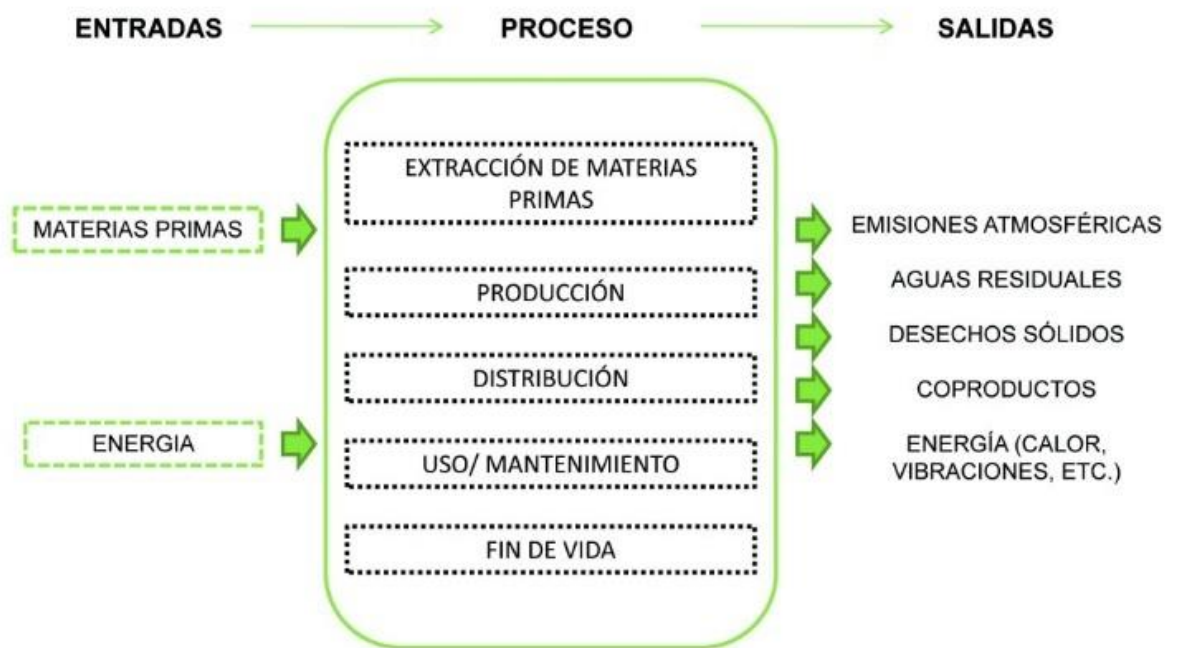 ENTRADAS
PROCESO
SALIDAS
MATERIAS PRIMAS
ENERGIA
EXTRACCIÓN DE MATERIAS
PRIMAS
PRODUCCIÓN
DISTRIBUCIÓN
USO/ MANTENIMIENTO
FIN DE VIDA
EMISIONES ATMOSFÉRICAS
AGUAS RESIDUALES
DESECHOS SÓLIDOS
COPRODUCTOS
ENERGÍA (CALOR,
VIBRACIONES, ETC.)